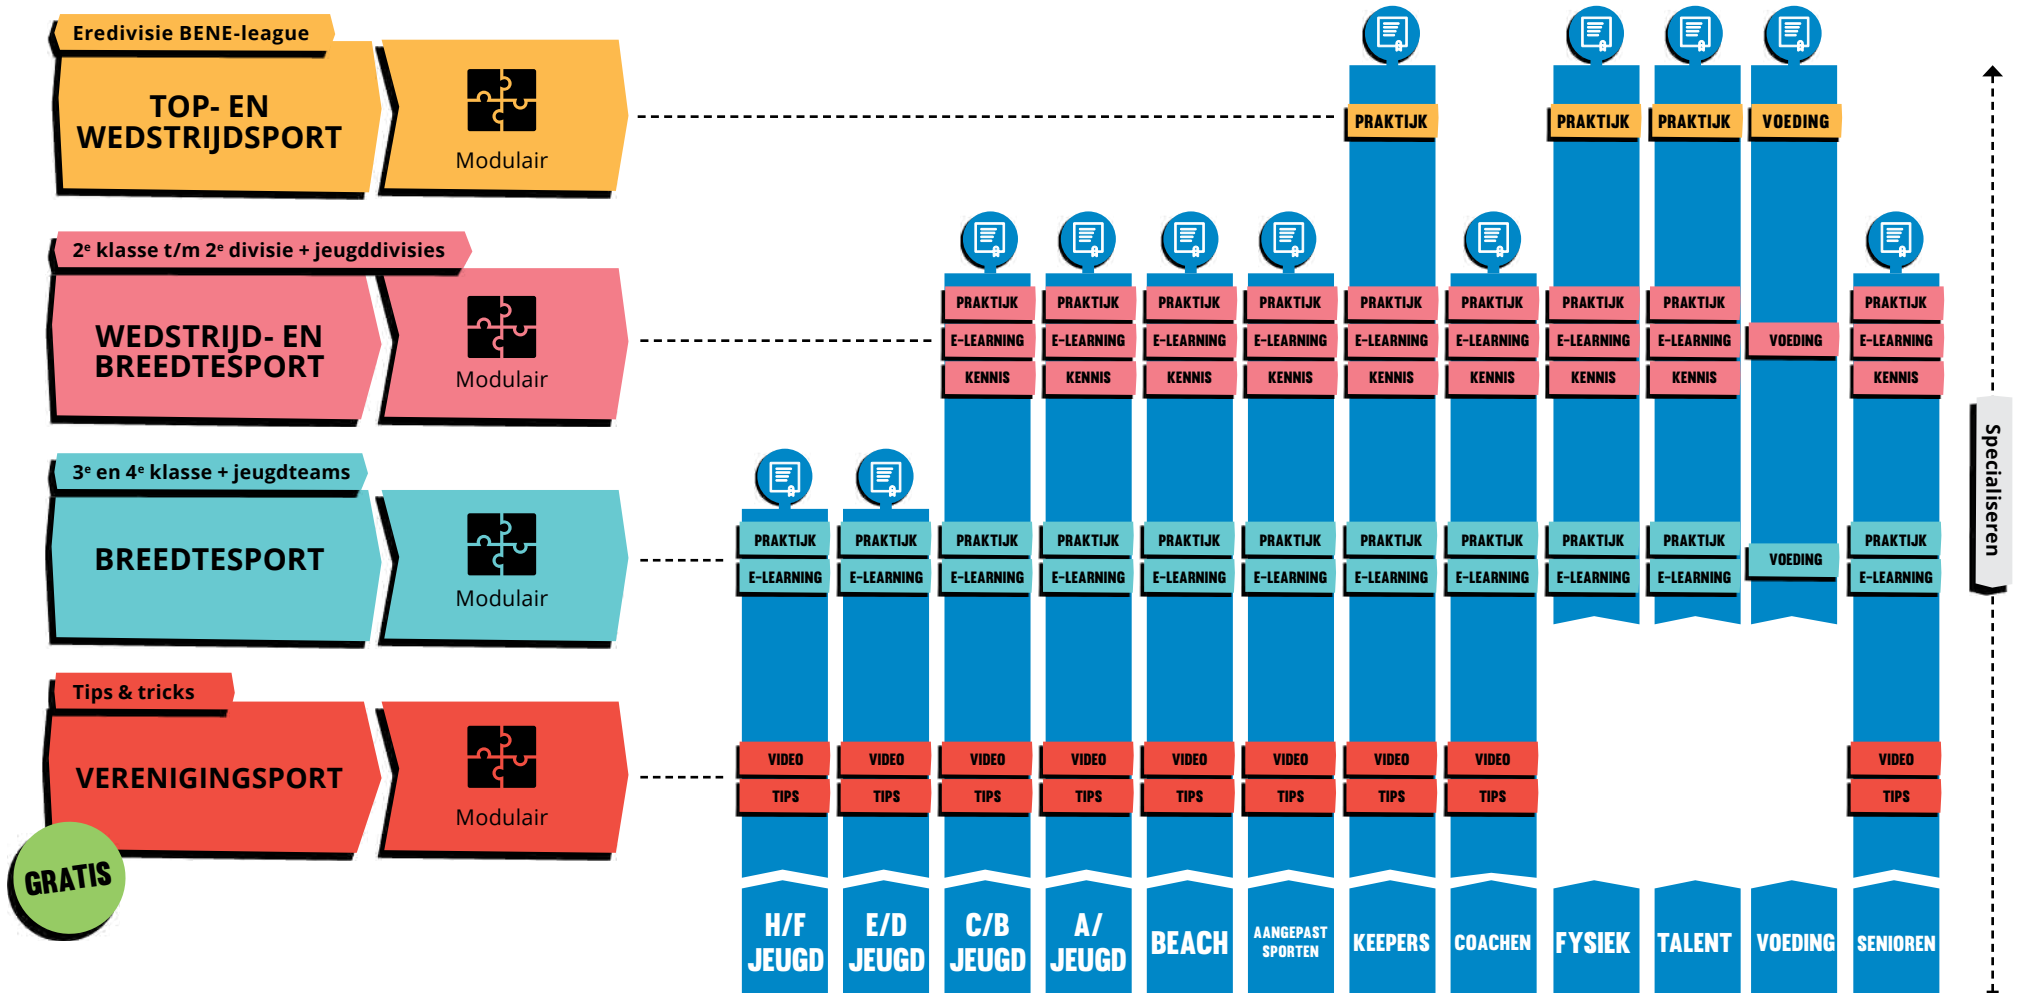 Eredivisie BENE-league
TOP- EN
WEDSTRIJDSPORT
Modulair
PRAKTIJK PRAKTIJK PRAKTIJK VOEDING
2e klasse t/m 2e divisie + jeugddivisies
WEDSTRIJD- EN
BREEDTESPORT
Modulair
PRAKTIJK PRAKTIJK PRAKTIJK PRAKTIJK PRAKTIJK PRAKTIJK PRAKTIJK PRAKTIJK PRAKTIJK
E-LEARNING E-LEARNING E-LEARNING E-LEARNING E-LEARNING E-LEARNING E-LEARNING E-LEARNING VOEDING E-LEARNING
KENNIS KENNIS KENNIS KENNIS KENNIS KENNIS KENNIS KENNIS KENNIS
Specialiseren
3e en 4e klasse + jeugdteams
BREEDTESPORT
Modulair
PRAKTIJK PRAKTIJK PRAKTIJK PRAKTIJK PRAKTIJK PRAKTIJK PRAKTIJK PRAKTIJK PRAKTIJK PRAKTIJK PRAKTIJK
VOEDING
E-LEARNING E-LEARNING E-LEARNING E-LEARNING E-LEARNING E-LEARNING E-LEARNING E-LEARNING E-LEARNING E-LEARNING E-LEARNING
Tips & tricks
VERENIGINGSPORT
Modulair
VIDEO VIDEO VIDEO VIDEO VIDEO VIDEO VIDEO VIDEO VIDEO
TIPS TIPS TIPS TIPS TIPS TIPS TIPS TIPS TIPS
GRATIS
H/F
JEUGD
E/D
JEUGD
C/B
JEUGD
A/
JEUGD
BEACH
AANGEPAST
SPORTEN
KEEPERS
COACHEN
FYSIEK
TALENT
VOEDING
SENIOREN